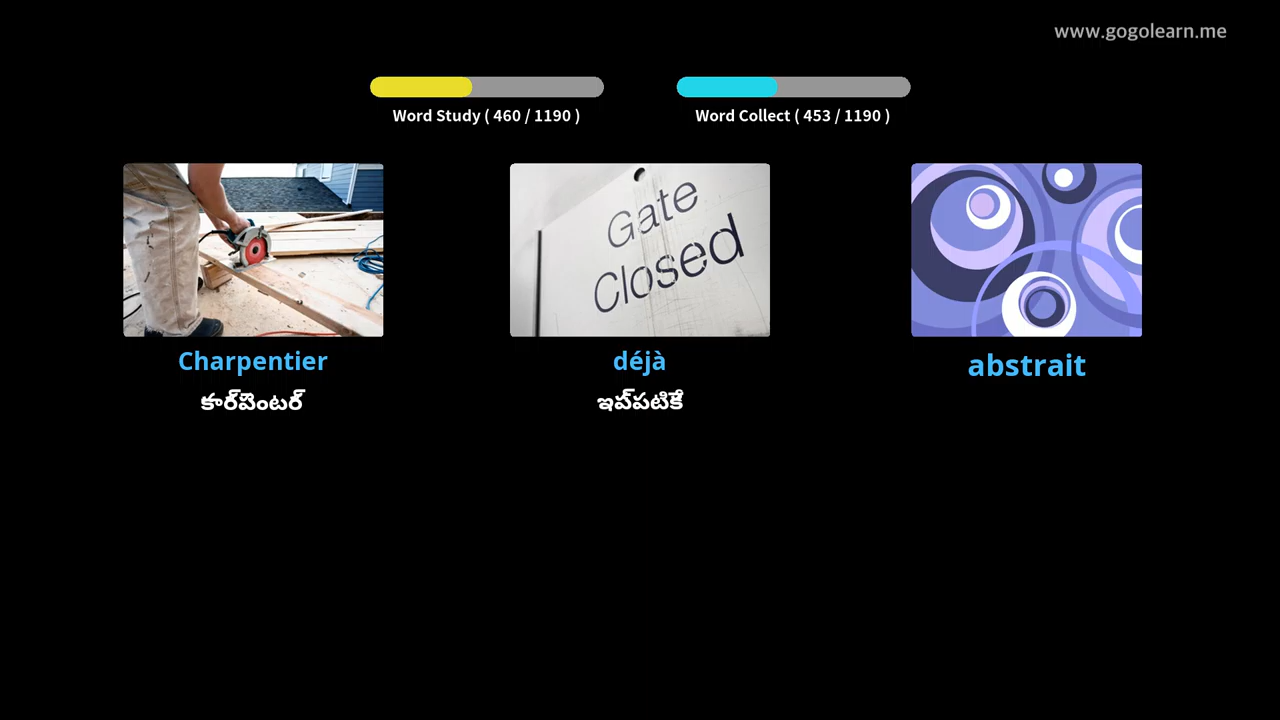 www.gogolearn.me
Word Study ( 460 / 1190 )
Word Collect ( 453 / 1190 )
Gate
Closed
Charpentier
déjà
abstrait
కార్పెంటర్
ఇప్పటికే